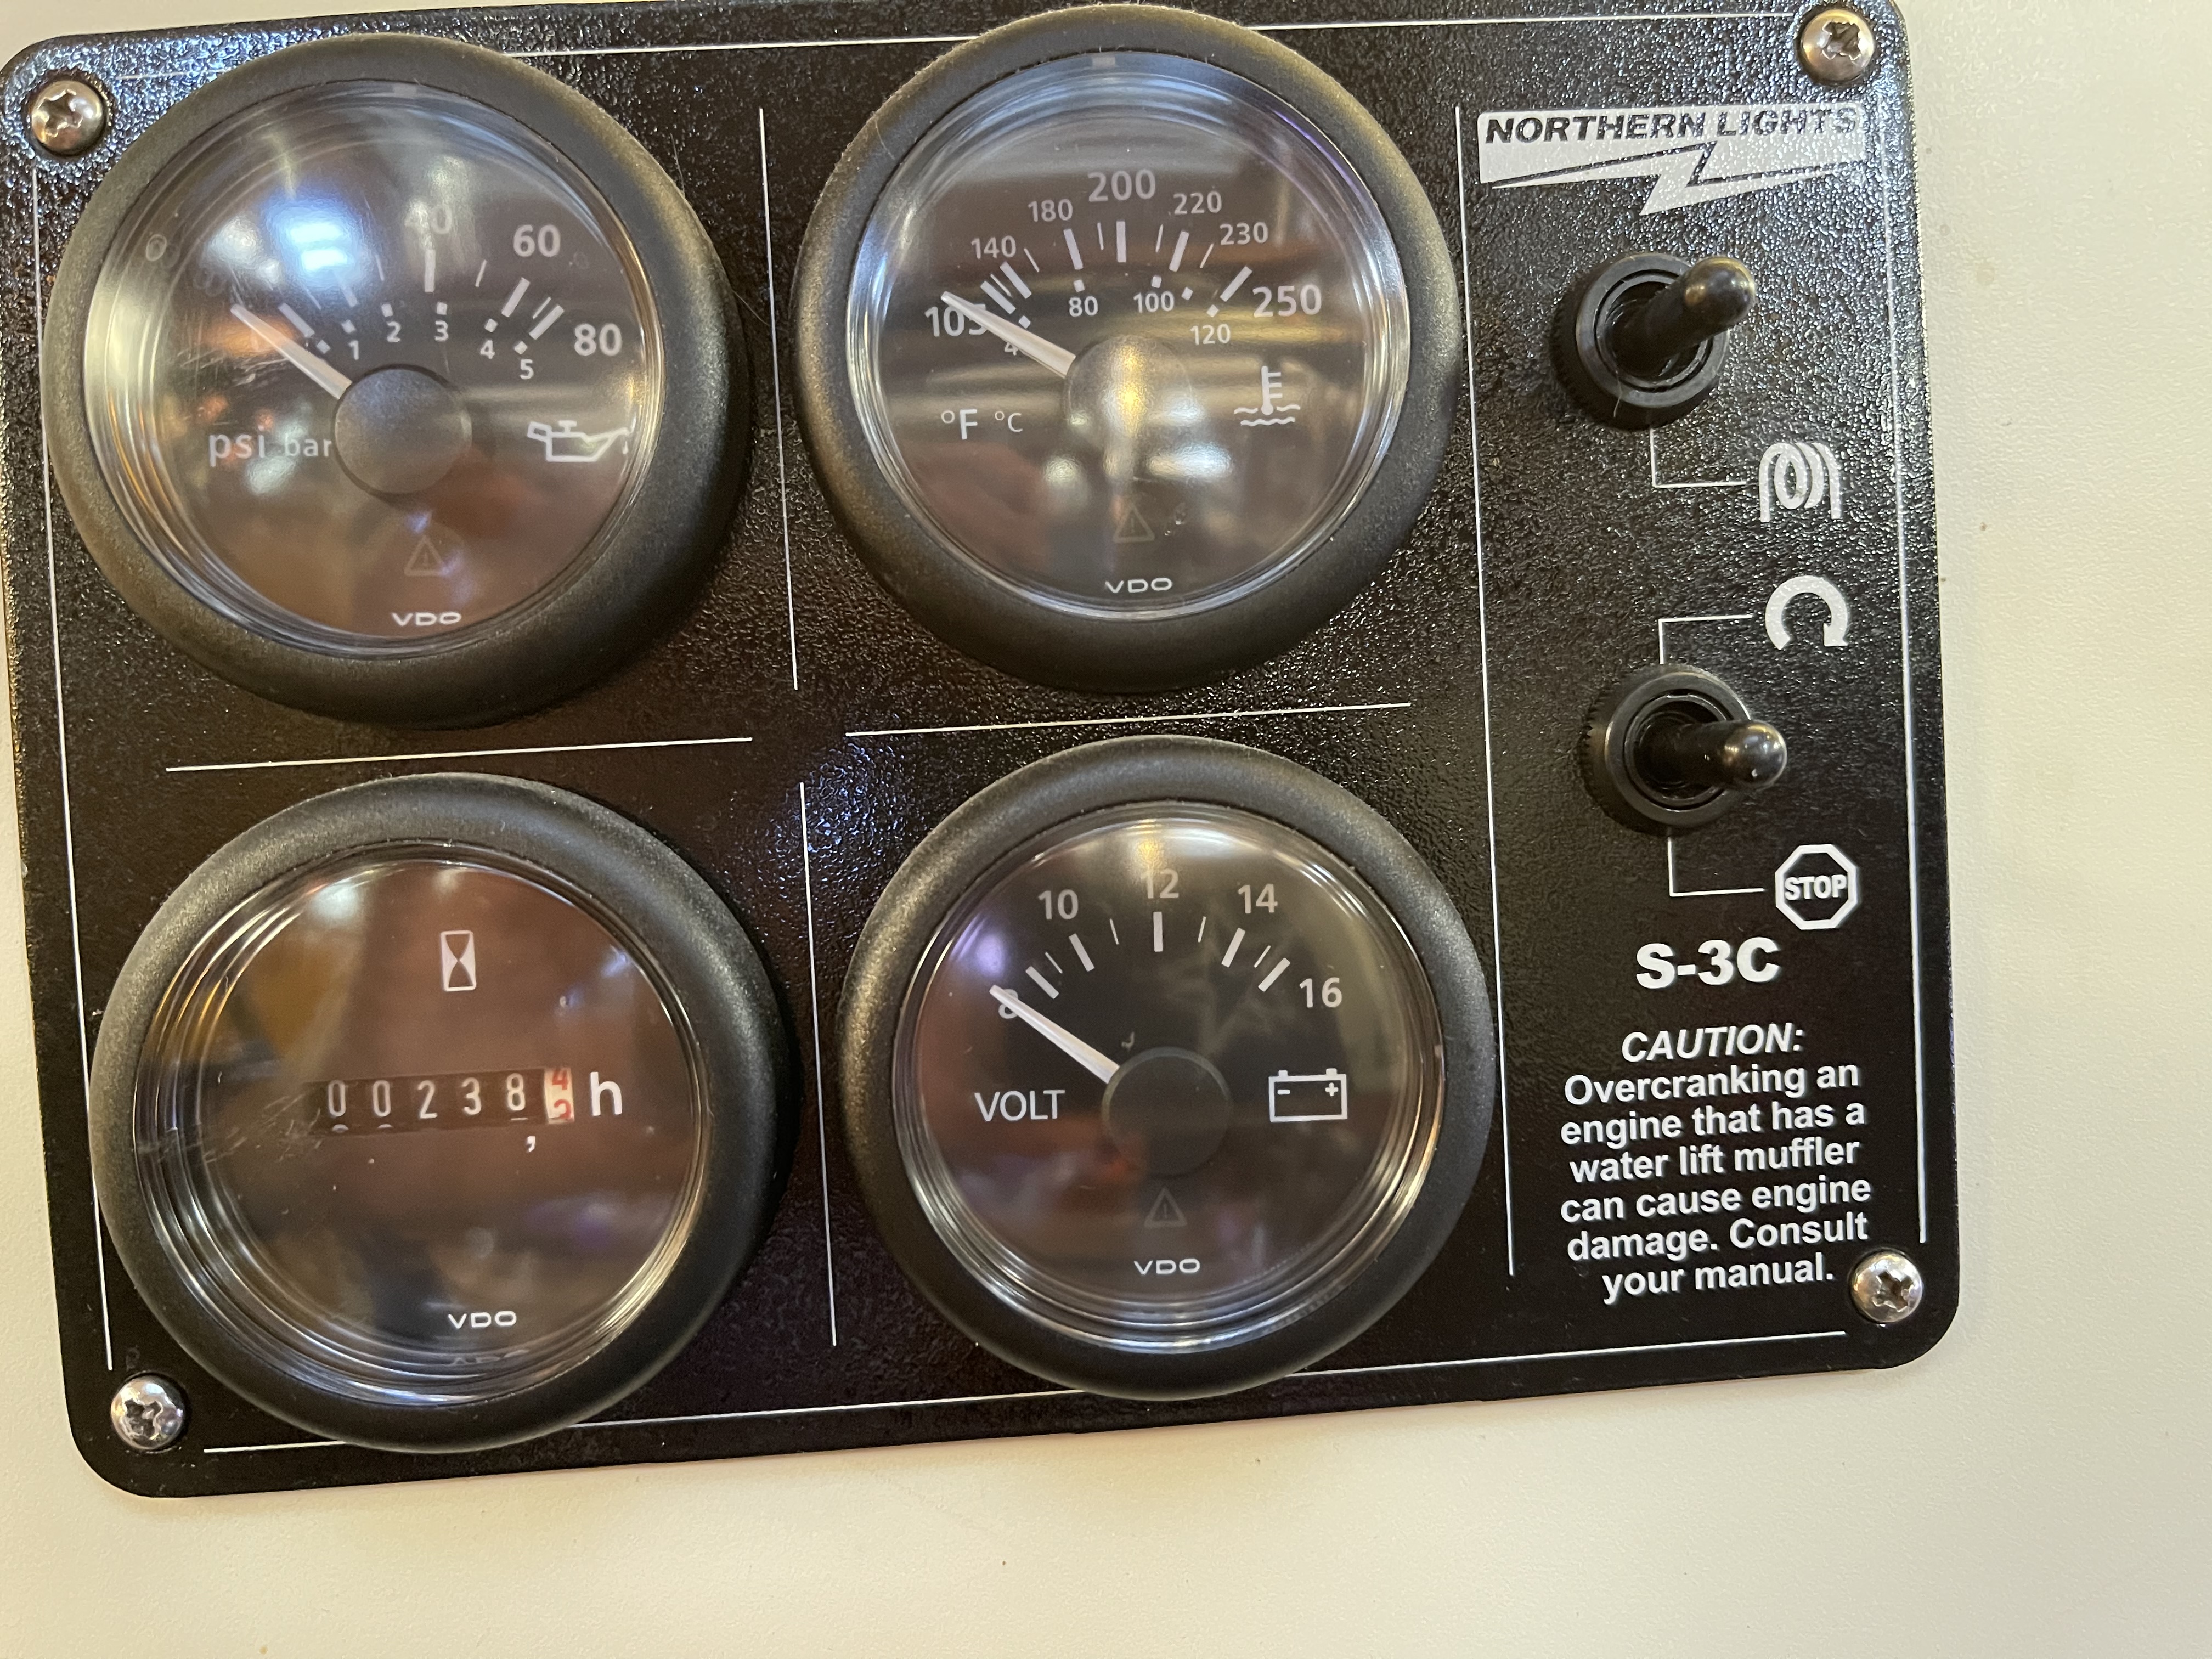 40
60
80
1 2 3 4 5
psi bar
VDO
140 180 200 220 230 250
80 100 120
°F °C
VDO
NORTHERN LIGHTS
00238 h
,
VDO
8 10 12 14 16
VOLT
- +
VDO
STOP
S-3C
CAUTION:
Overcranking an
engine that has a
water lift muffler
can cause engine
damage. Consult
your manual.